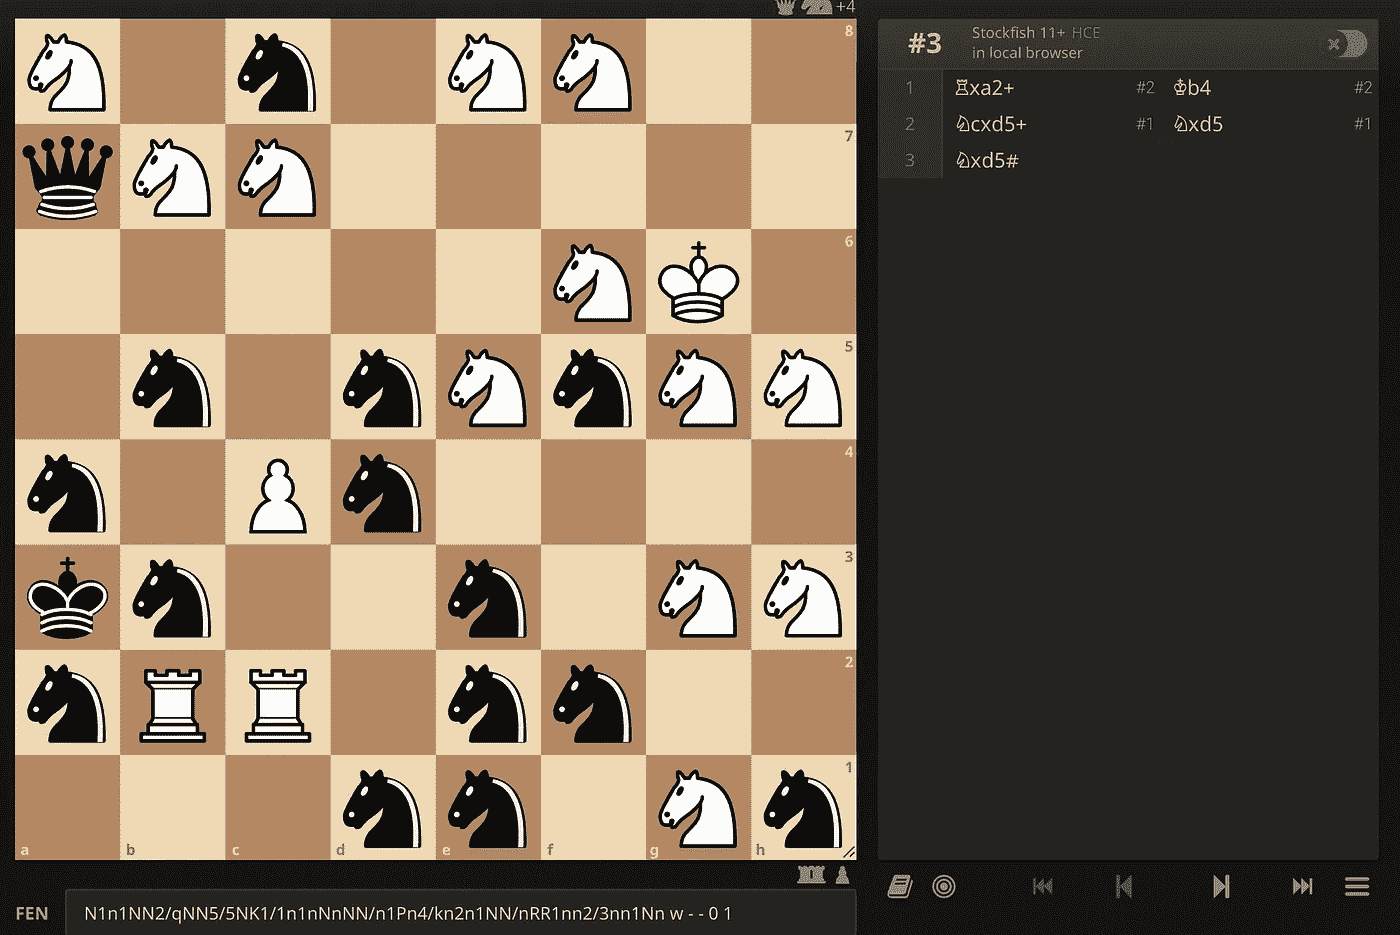 +4
8
7
6
5
4
3
2
1
a b c d e f g h
#3
Stockfish 11+ HCE
in local browser
1 ♖xa2+ #2 ♔b4 #2
2 ♘cxd5+ #1 ♘xd5 #1
3 ♘xd5#
FEN N1n1NN2/qNN5/5NK1/1n1nNnNN/n1Pn4/kn2n1NN/nRR1nn2/3nn1Nn w - - 0 1